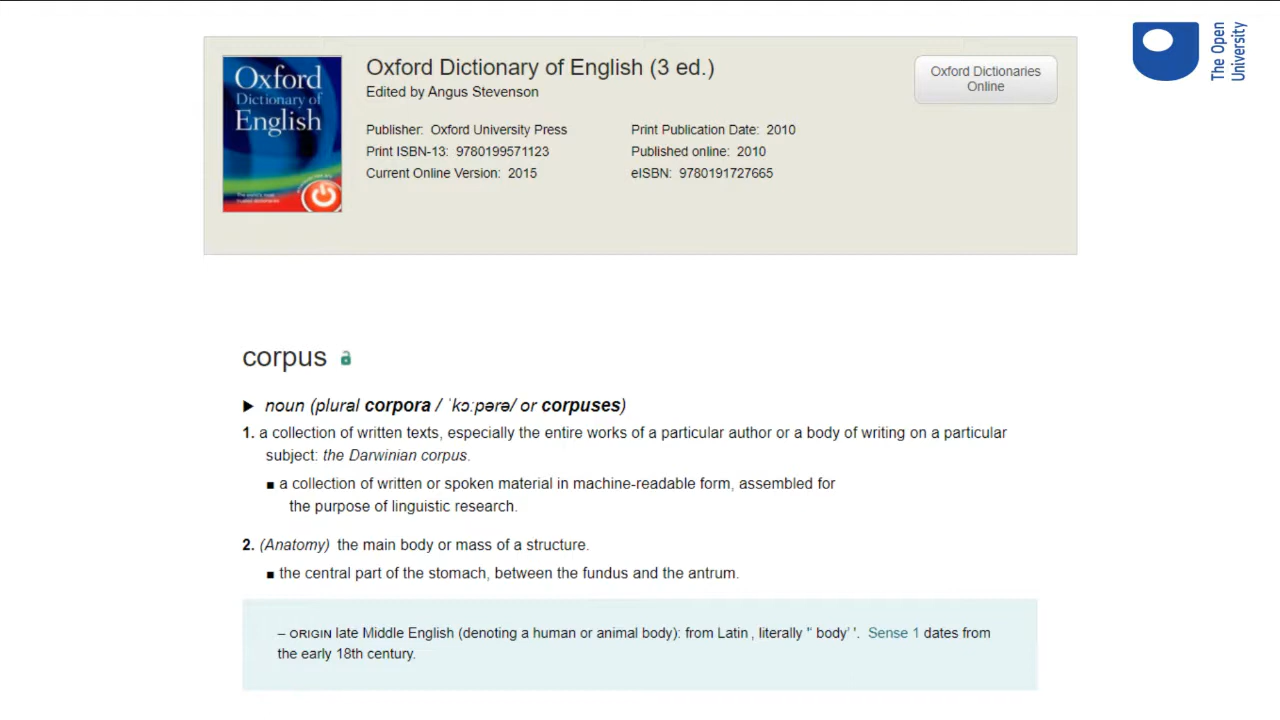 The Open
University
Oxford
Dictionary of
English
Oxford Dictionary of English (3 ed.)
Edited by Angus Stevenson
Oxford Dictionaries
Online
Publisher: Oxford University Press
Print Publication Date: 2010
Print ISBN-13: 9780199571123
Published online: 2010
Current Online Version: 2015
eISBN: 9780191727665
corpus
▶ noun (plural corpora / ˈkɔːpərə/ or corpuses)
1. a collection of written texts, especially the entire works of a particular author or a body of writing on a particular
subject: the Darwinian corpus.
■ a collection of written or spoken material in machine-readable form, assembled for
the purpose of linguistic research.
2. (Anatomy) the main body or mass of a structure.
■ the central part of the stomach, between the fundus and the antrum.
– ORIGIN late Middle English (denoting a human or animal body): from Latin , literally '‘ body’ '. Sense 1 dates from
the early 18th century.